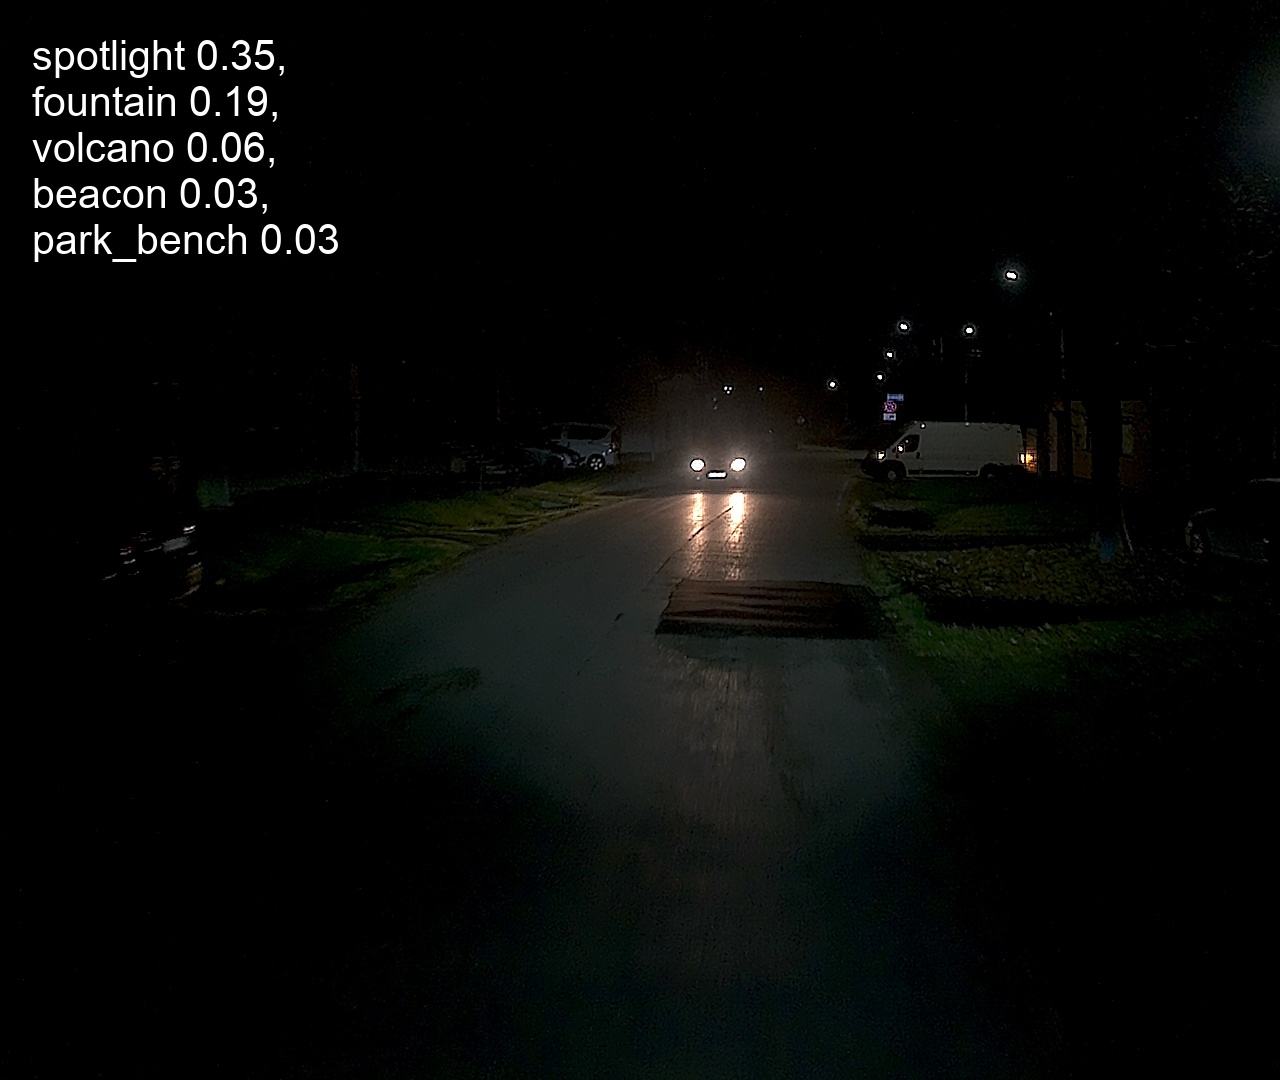 spotlight 0.35,
fountain 0.19,
volcano 0.06,
beacon 0.03,
park_bench 0.03